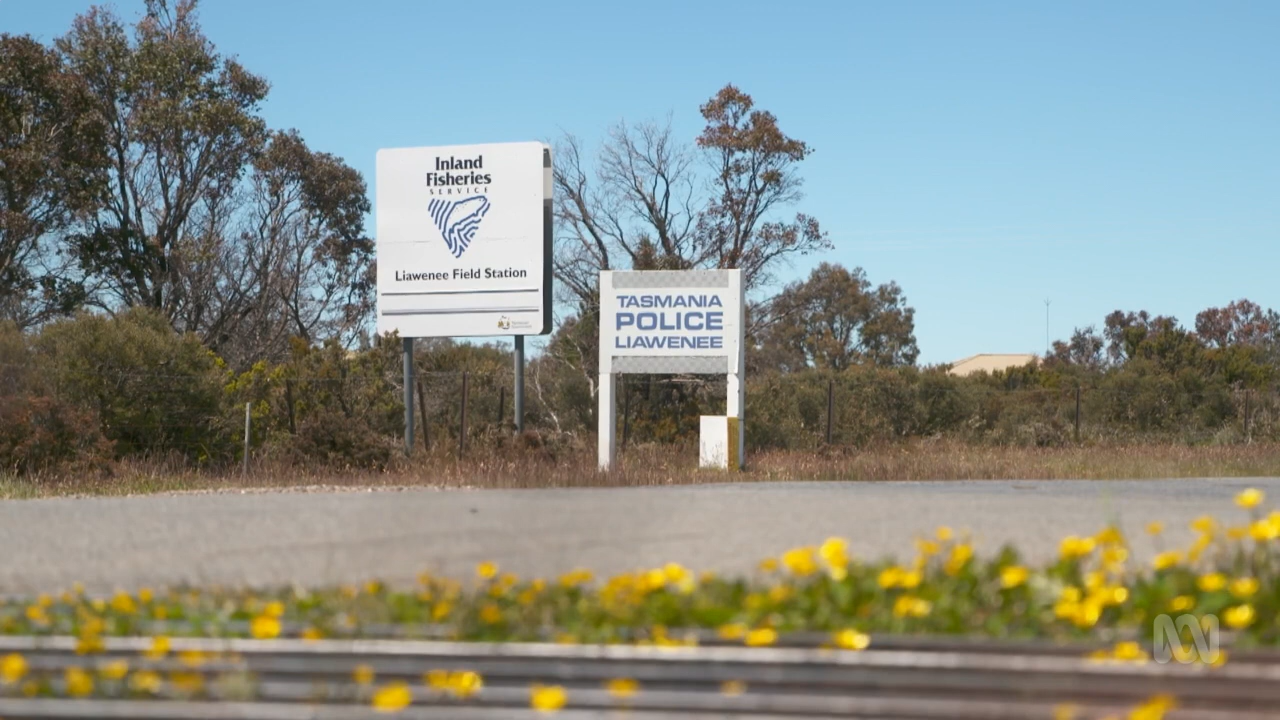 Inland
Fisheries
SERVICE
Liawenee Field Station
TASMANIA
POLICE
LIAWENEE